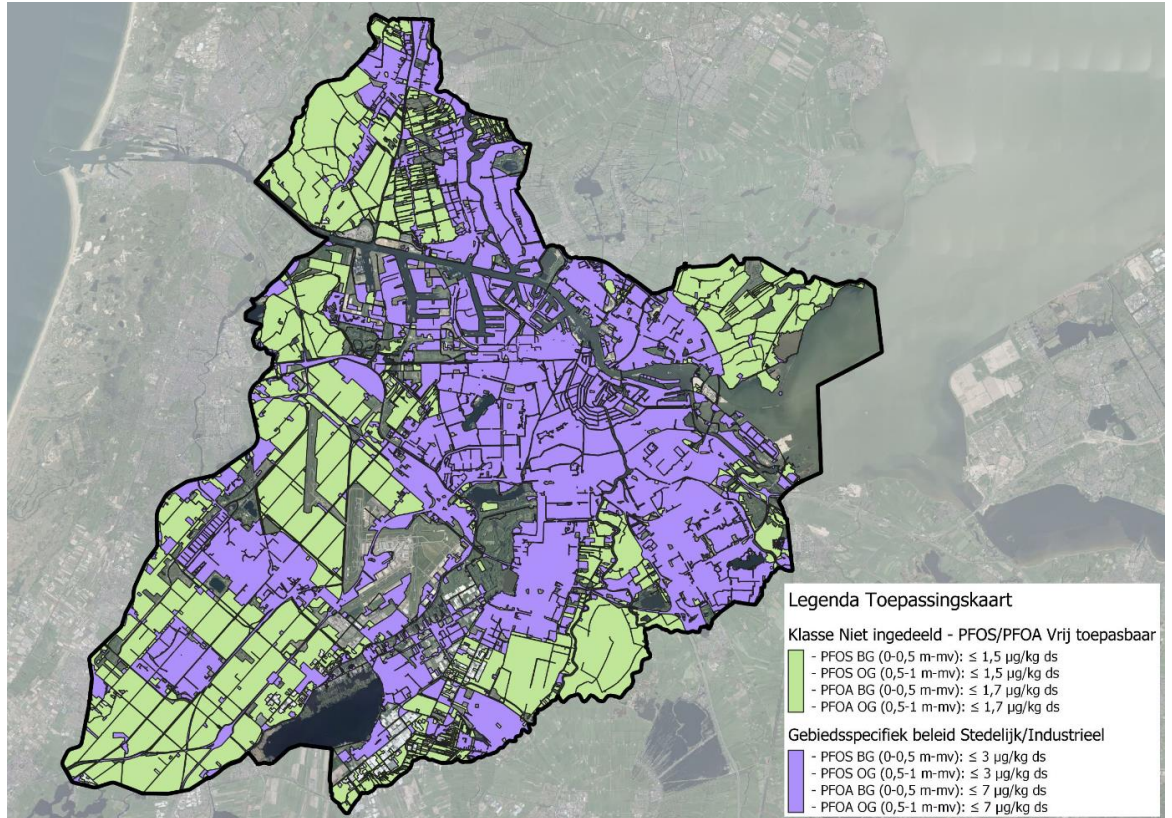 Legenda Toepassingskaart
Klasse Niet ingedeeld - PFOS/PFOA Vrij toepasbaar
- PFOS BG (0-0,5 m-mv): ≤ 1,5 µg/kg ds
- PFOS OG (0,5-1 m-mv): ≤ 1,5 µg/kg ds
- PFOA BG (0-0,5 m-mv): ≤ 1,7 µg/kg ds
- PFOA OG (0,5-1 m-mv): ≤ 1,7 µg/kg ds
Gebiedsspecifiek beleid Stedelijk/Industrieel
- PFOS BG (0-0,5 m-mv): ≤ 3 µg/kg ds
- PFOS OG (0,5-1 m-mv): ≤ 3 µg/kg ds
- PFOA BG (0-0,5 m-mv): ≤ 7 µg/kg ds
- PFOA OG (0,5-1 m-mv): ≤ 7 µg/kg ds